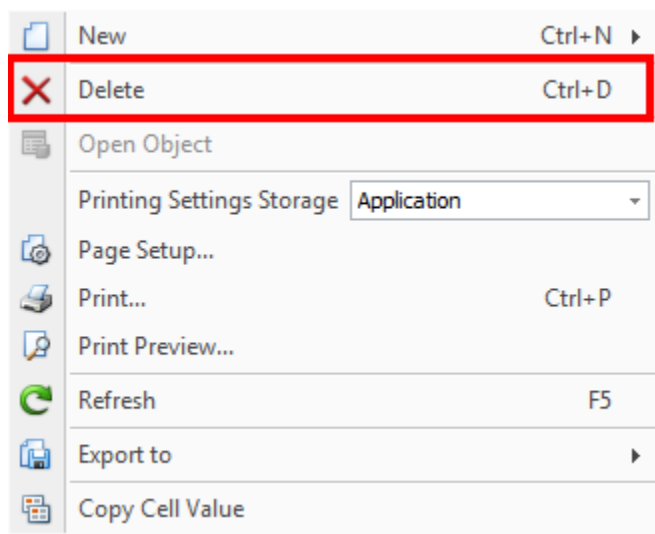 New Ctrl+N
Delete Ctrl+D
Open Object
Printing Settings Storage Application
Page Setup...
Print... Ctrl+P
Print Preview...
Refresh F5
Export to
Copy Cell Value